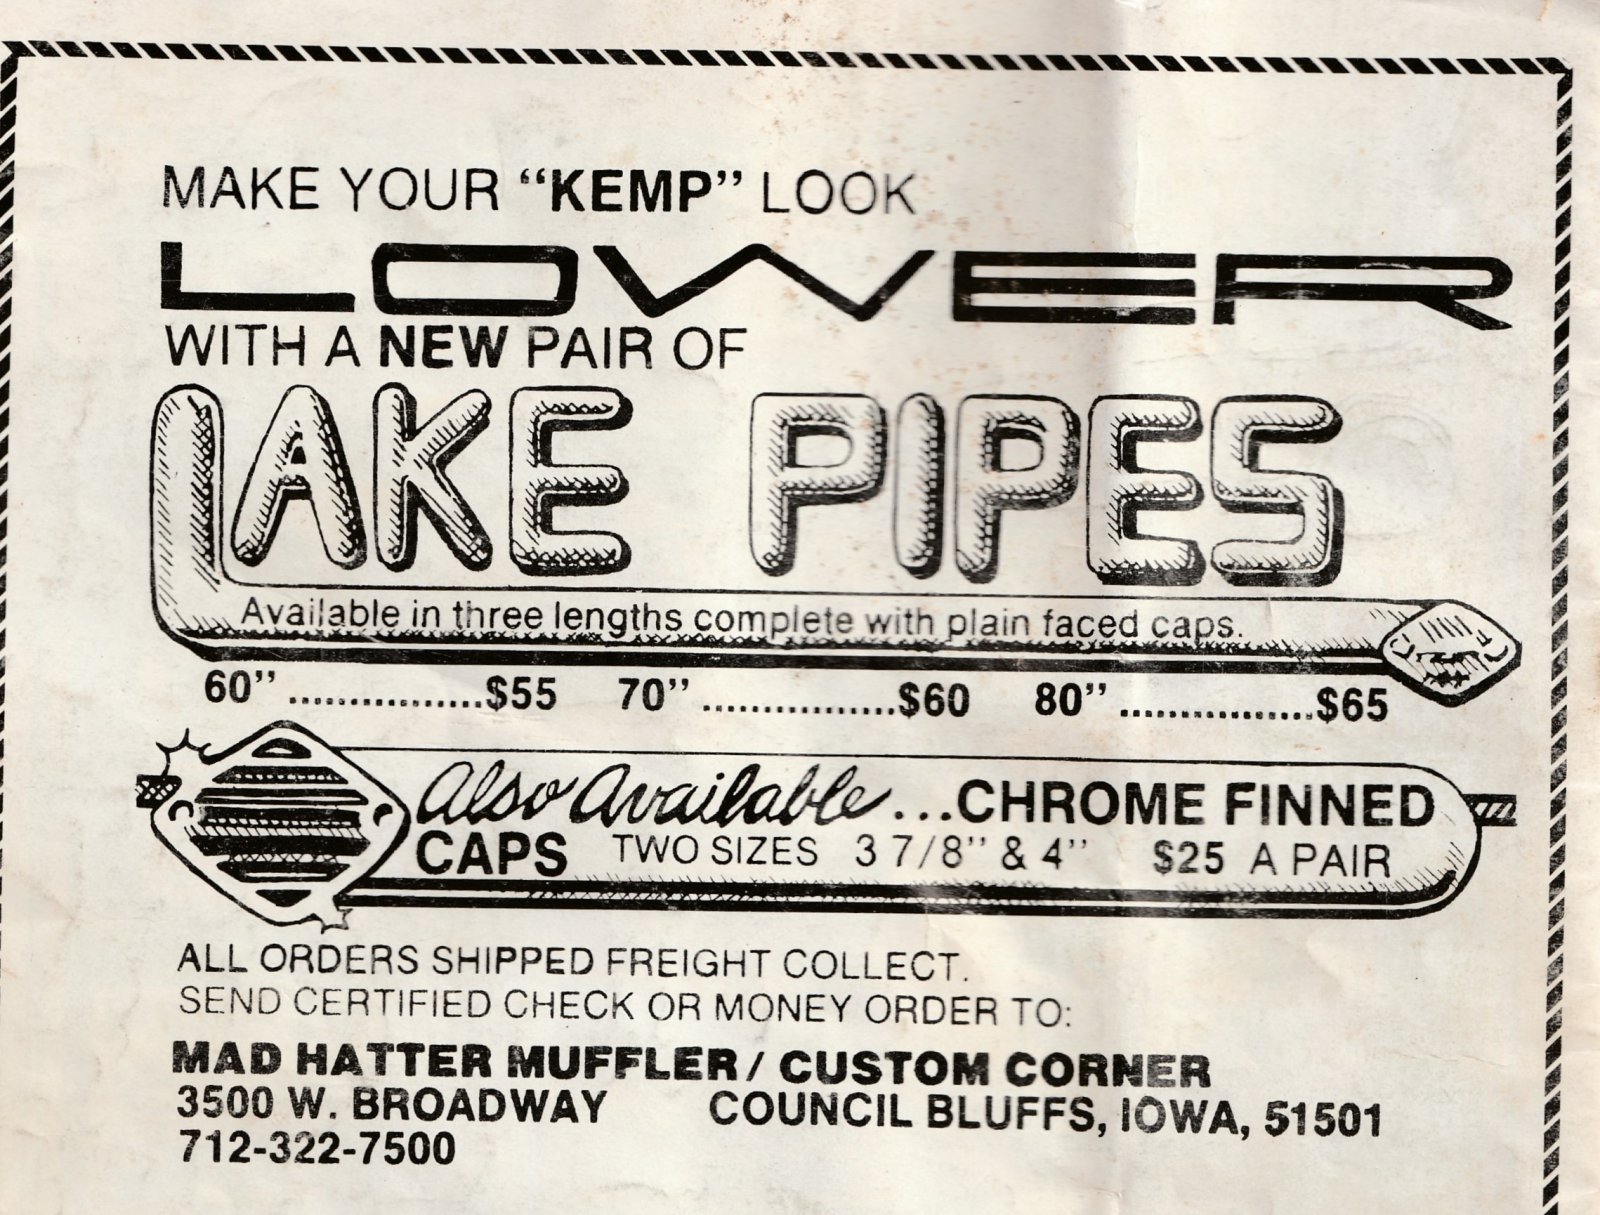 MAKE YOUR “KEMP” LOOK
LOWER
WITH A NEW PAIR OF
LAKE PIPES
Available in three lengths complete with plain faced caps.
60” ................$55 70” ................$60 80” ................$65
Also Available ...CHROME FINNED
CAPS TWO SIZES 3 7/8” & 4” $25 A PAIR
ALL ORDERS SHIPPED FREIGHT COLLECT.
SEND CERTIFIED CHECK OR MONEY ORDER TO:
MAD HATTER MUFFLER / CUSTOM CORNER
3500 W. BROADWAY COUNCIL BLUFFS, IOWA, 51501
712-322-7500